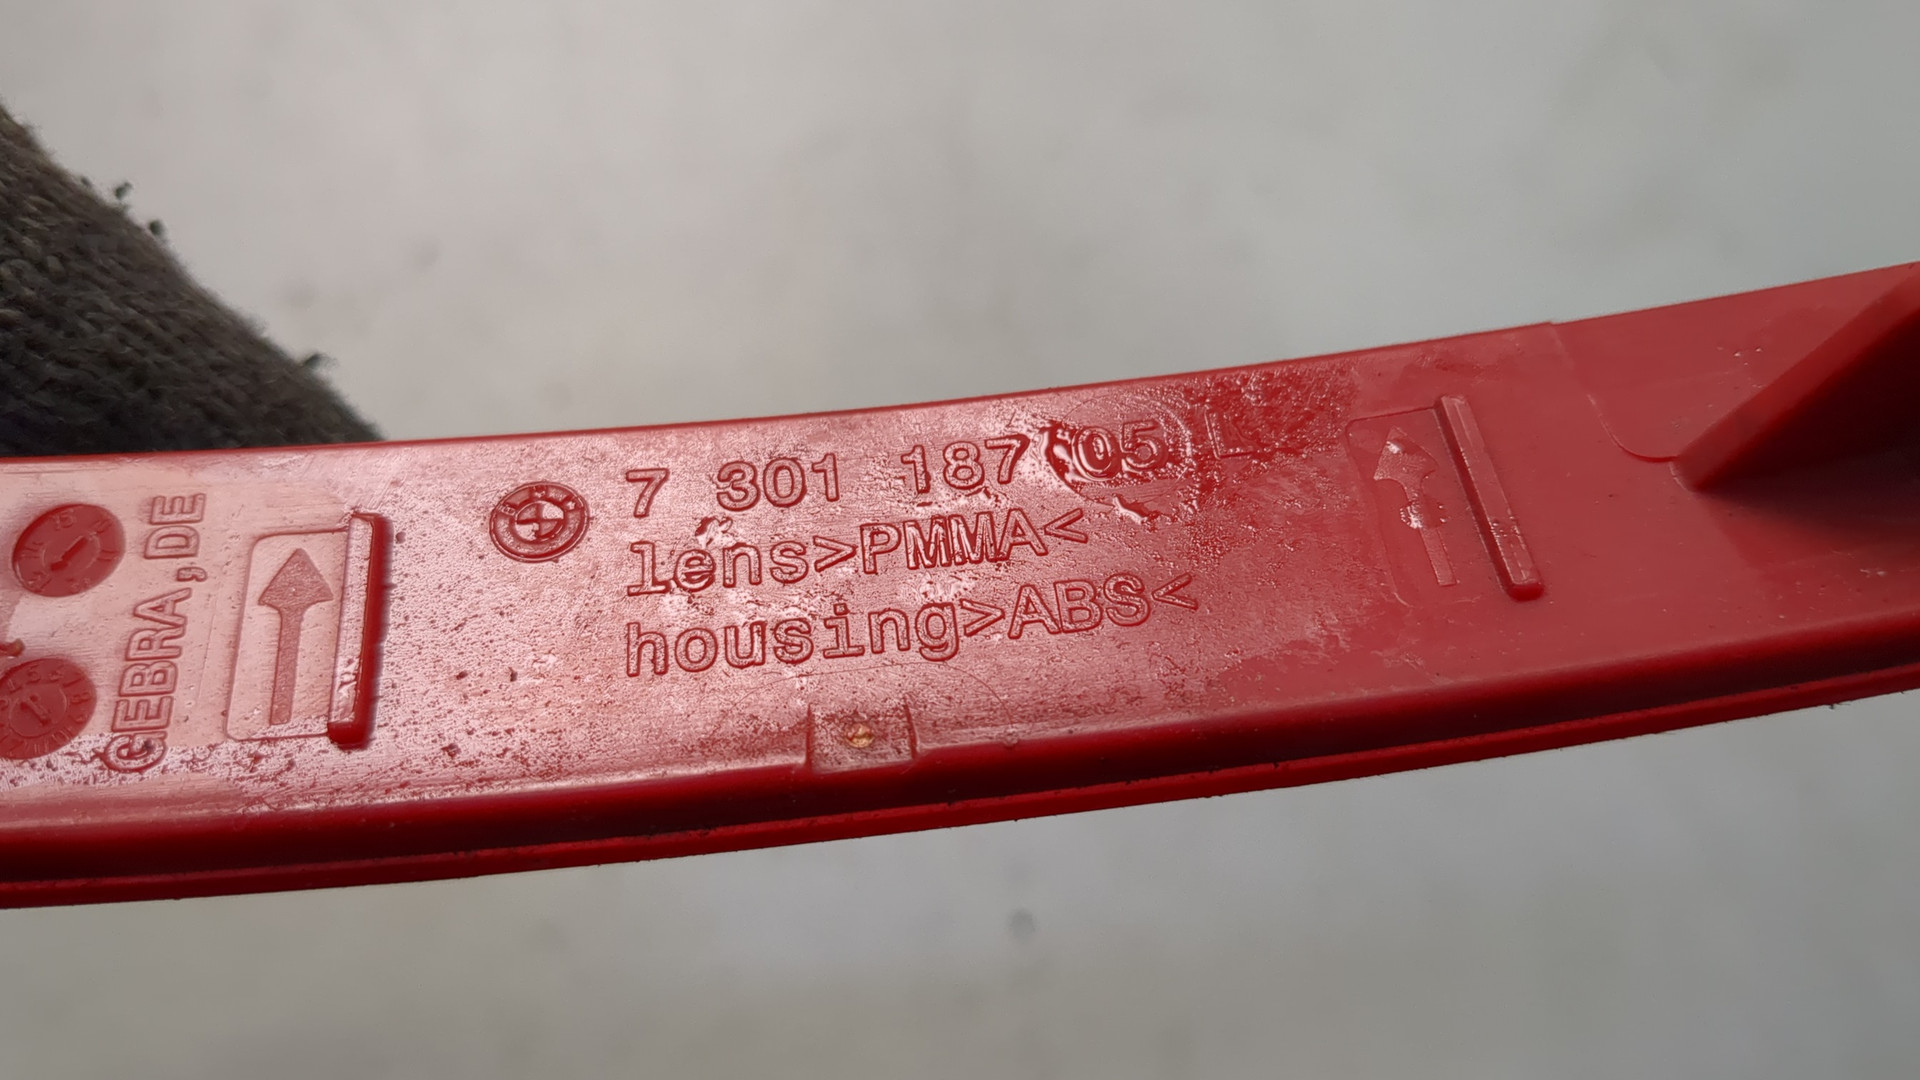 GEBRA,DE
7 301 187 05 L
lens>PMMA<
housing>ABS<